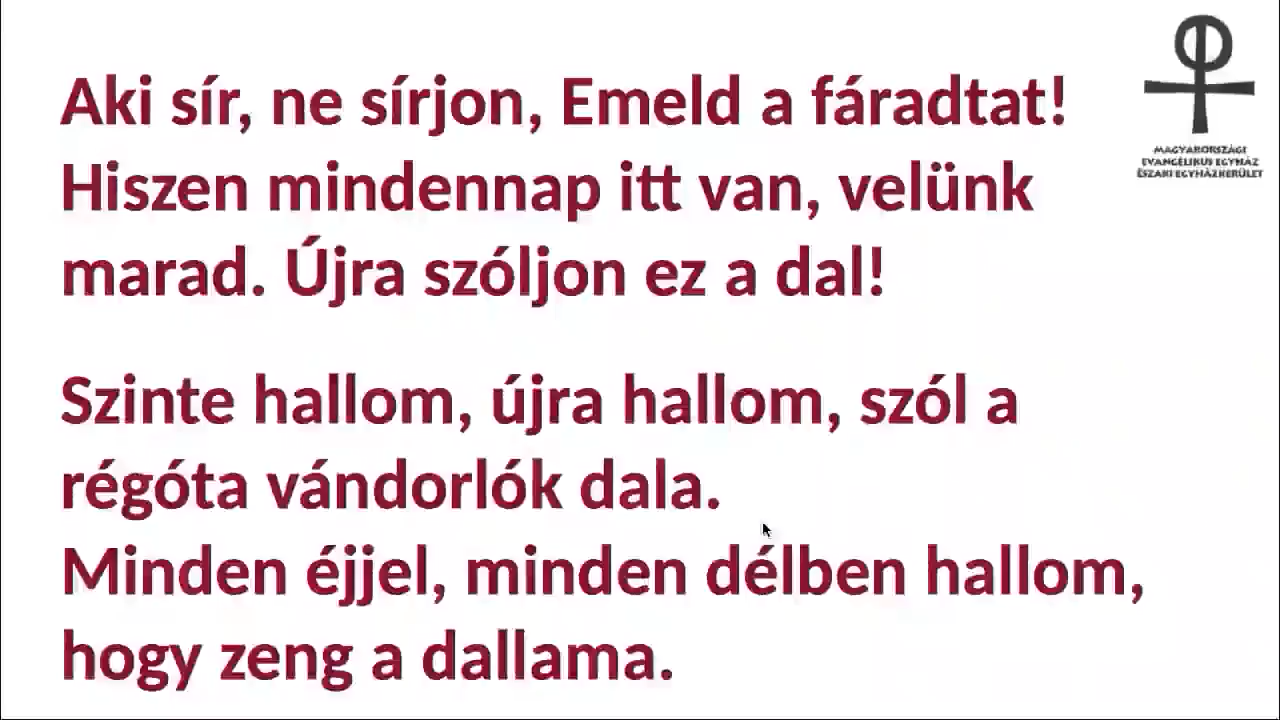 Aki sír, ne sírjon, Emeld a fáradtat!
Hiszen mindennap itt van, velünk
marad. Újra szóljon ez a dal!
Szinte hallom, újra hallom, szól a
régóta vándorlók dala.
Minden éjjel, minden délben hallom,
hogy zeng a dallama.
MAGYARORSZÁGI
EVANGÉLIKUS EGYHÁZ
ÉSZAKI EGYHÁZKERÜLET